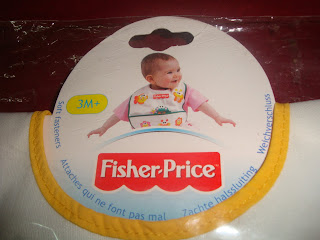 3M+
Soft fasteners
Fisher-Price
Attaches qui ne font pas mal
Zachte halssluiting
Weichverschluss